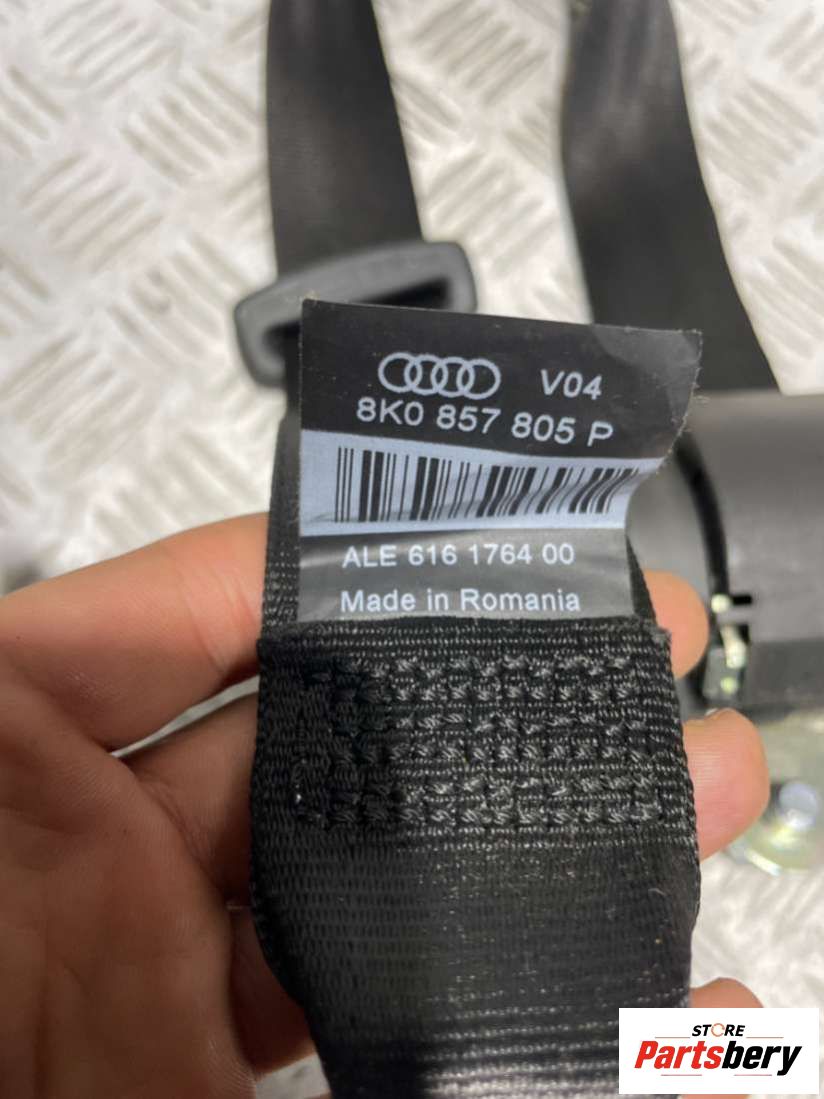 V04
8K0 857 805 P
ALE 616 1764 00
Made in Romania
STORE
Partsbery